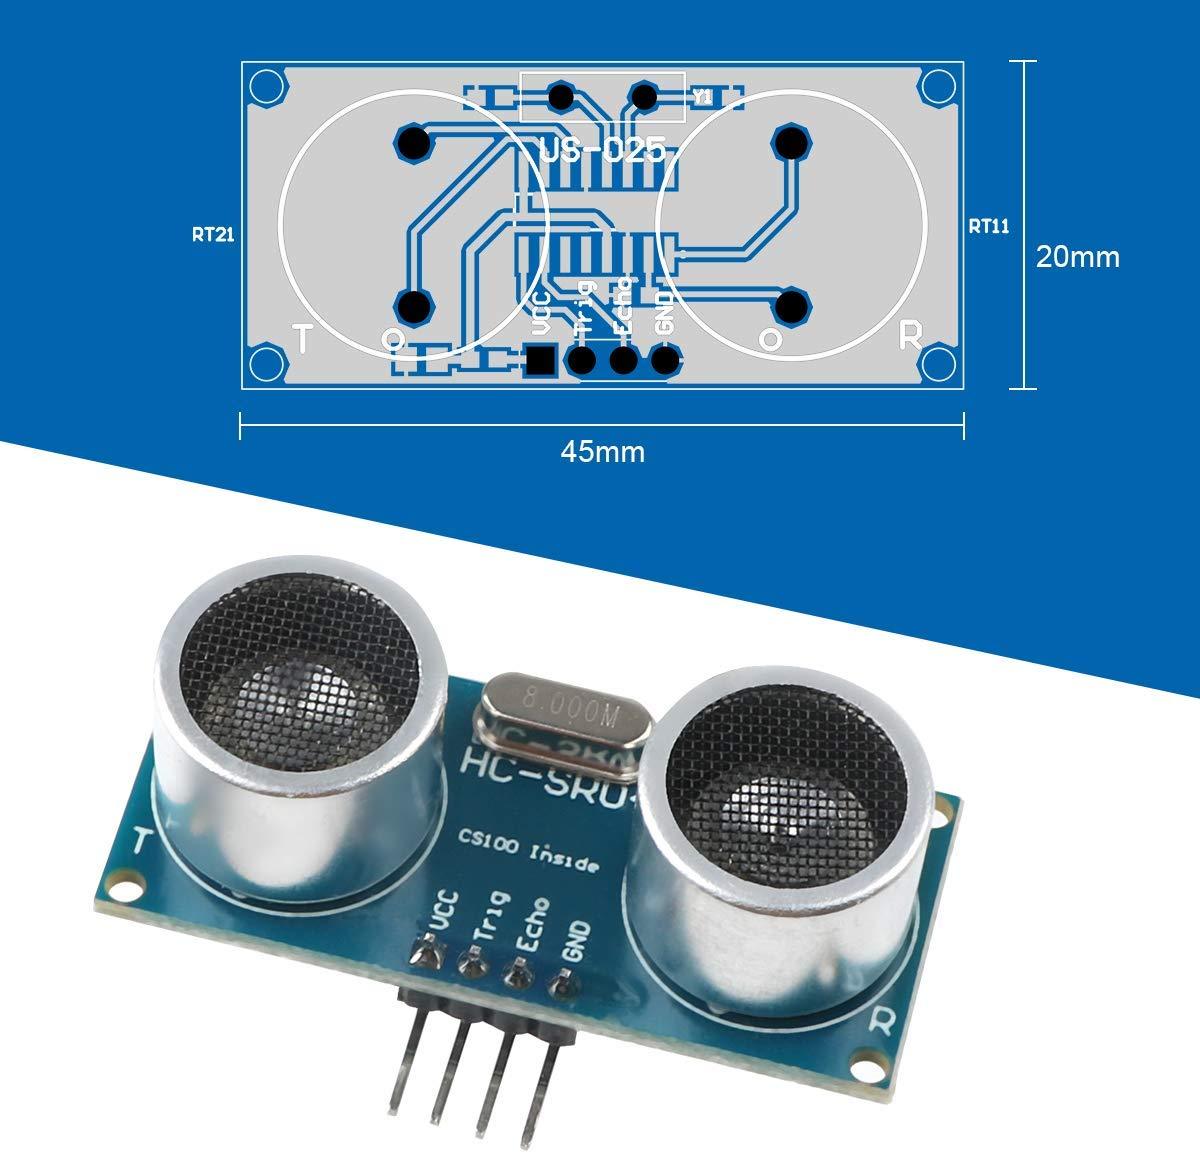 Y1
US-025
RT21
RT11
20mm
VCC
Trig
Echo
GND
T
O
O
R
45mm
8.000M
HC-SR04
T
CS100 Inside
VCC
Trig
Echo
GND
R